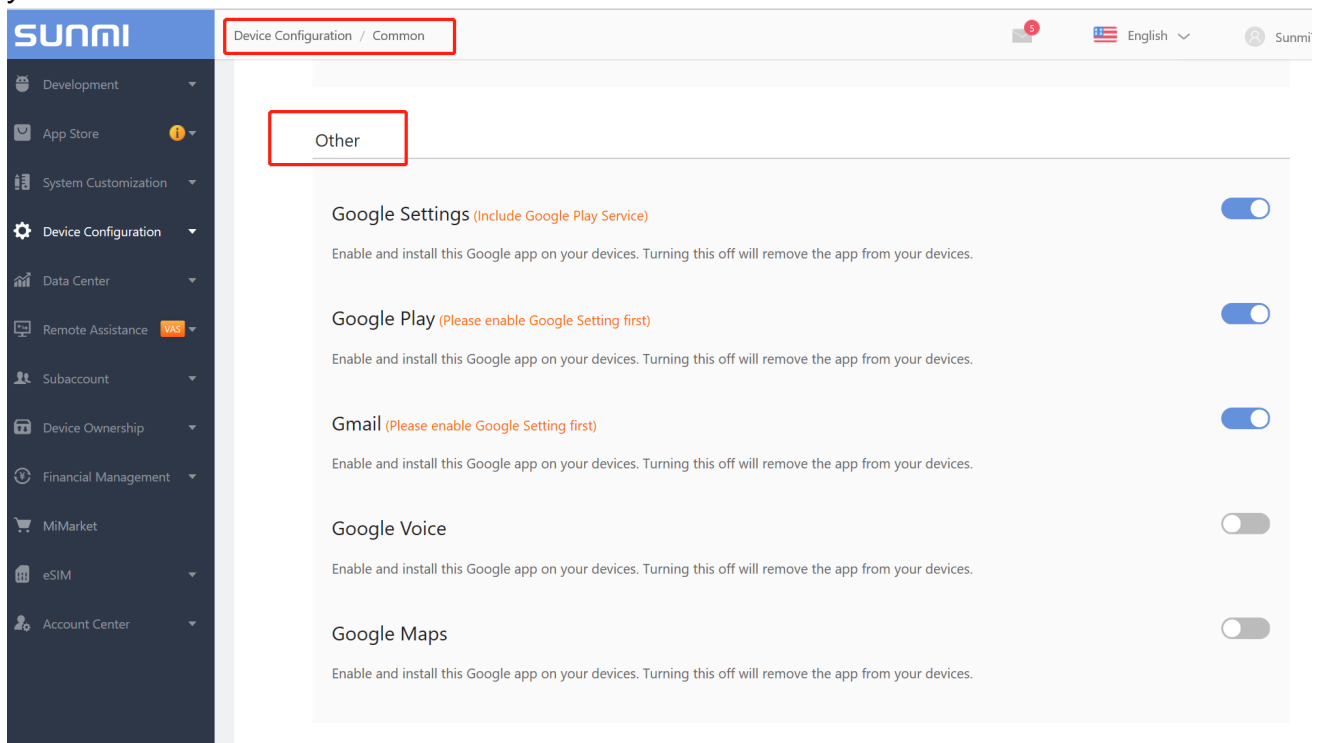 SUNMI
Device Configuration / Common
5
English
Sunmi
Development
App Store
System Customization
Device Configuration
Data Center
Remote Assistance VAS
Subaccount
Device Ownership
Financial Management
MiMarket
eSIM
Account Center
Other
Google Settings (Include Google Play Service)
Enable and install this Google app on your devices. Turning this off will remove the app from your devices.
Google Play (Please enable Google Setting first)
Enable and install this Google app on your devices. Turning this off will remove the app from your devices.
Gmail (Please enable Google Setting first)
Enable and install this Google app on your devices. Turning this off will remove the app from your devices.
Google Voice
Enable and install this Google app on your devices. Turning this off will remove the app from your devices.
Google Maps
Enable and install this Google app on your devices. Turning this off will remove the app from your devices.